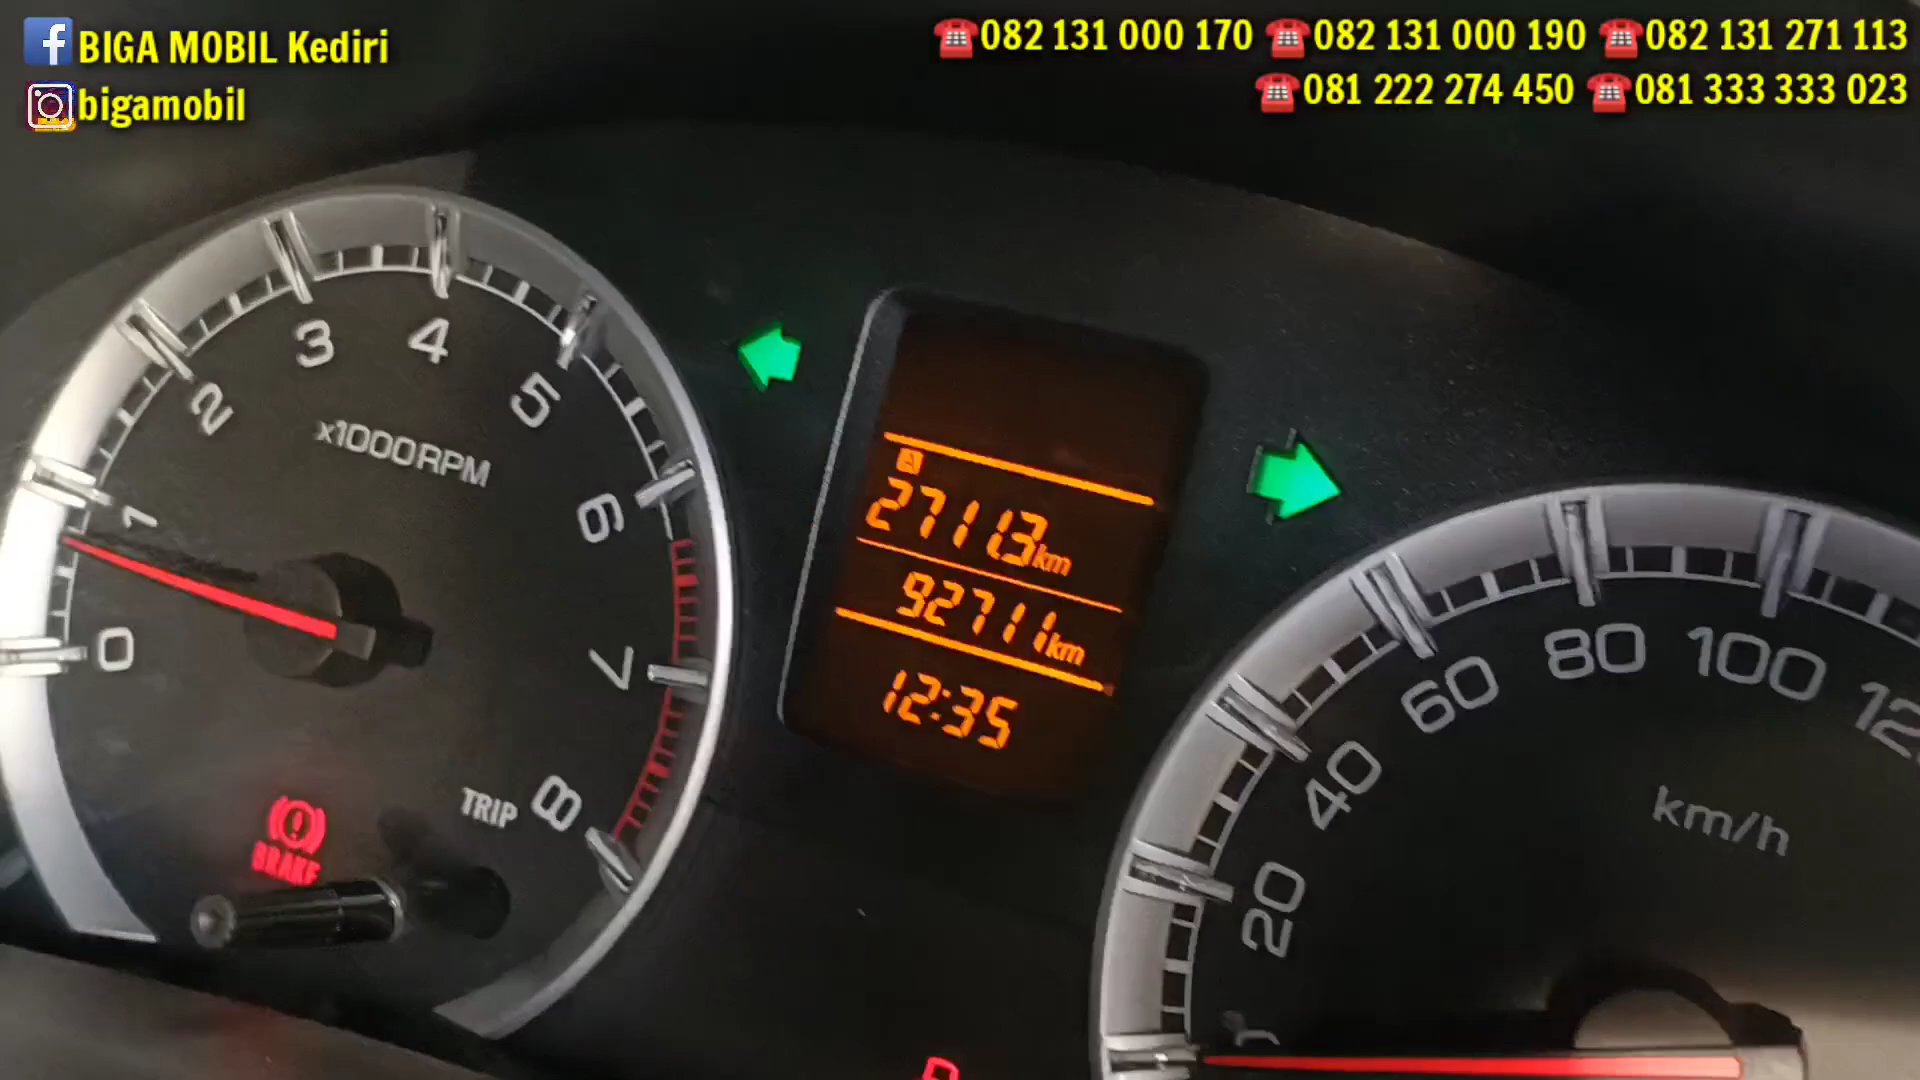 BIGA MOBIL Kediri
bigamobil
☎082 131 000 170 ☎082 131 000 190 ☎082 131 271 113
☎081 222 274 450 ☎081 333 333 023
0
1
2
3
4
5
6
7
8
x1000RPM
TRIP
BRAKE
A
2711.3km
92711km
12:35
20
40
60
80
100
km/h